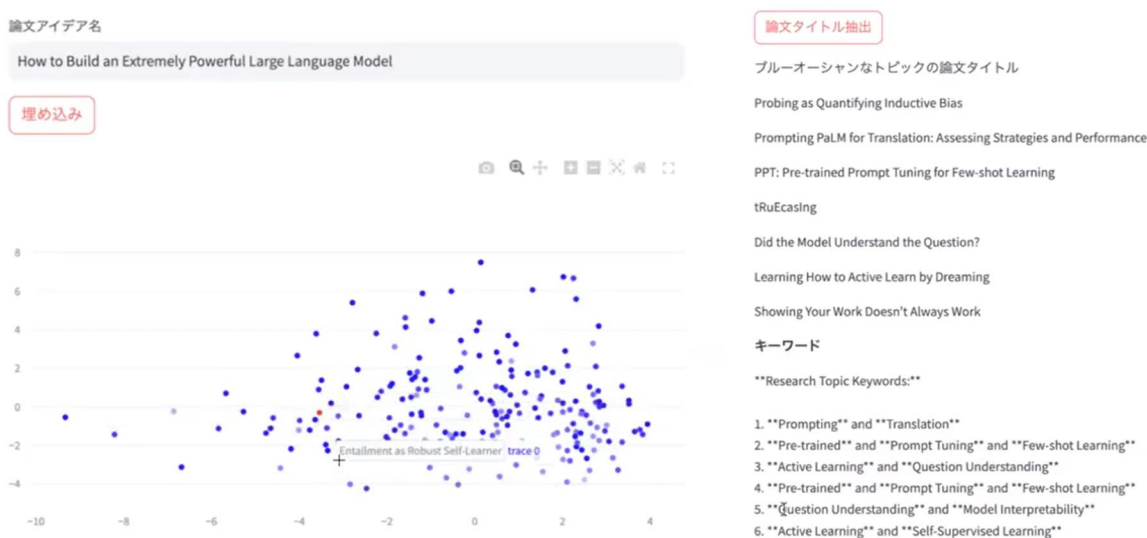 論文アイデア名
How to Build an Extremely Powerful Large Language Model
埋め込み
8
6
4
2
0
−2
−4
−10
−8
−6
−4
−2
0
2
4
Entailment as Robust Self-Learner
trace 0
論文タイトル抽出
ブルーオーシャンなトピックの論文タイトル
Probing as Quantifying Inductive Bias
Prompting PaLM for Translation: Assessing Strategies and Performance
PPT: Pre-trained Prompt Tuning for Few-shot Learning
tRuEcasIng
Did the Model Understand the Question?
Learning How to Active Learn by Dreaming
Showing Your Work Doesn't Always Work
キーワード
**Research Topic Keywords:**
1. **Prompting** and **Translation**
2. **Pre-trained** and **Prompt Tuning** and **Few-shot Learning**
3. **Active Learning** and **Question Understanding**
4. **Pre-trained** and **Prompt Tuning** and **Few-shot Learning**
5. **Question Understanding** and **Model Interpretability**
6. **Active Learning** and **Self-Supervised Learning**